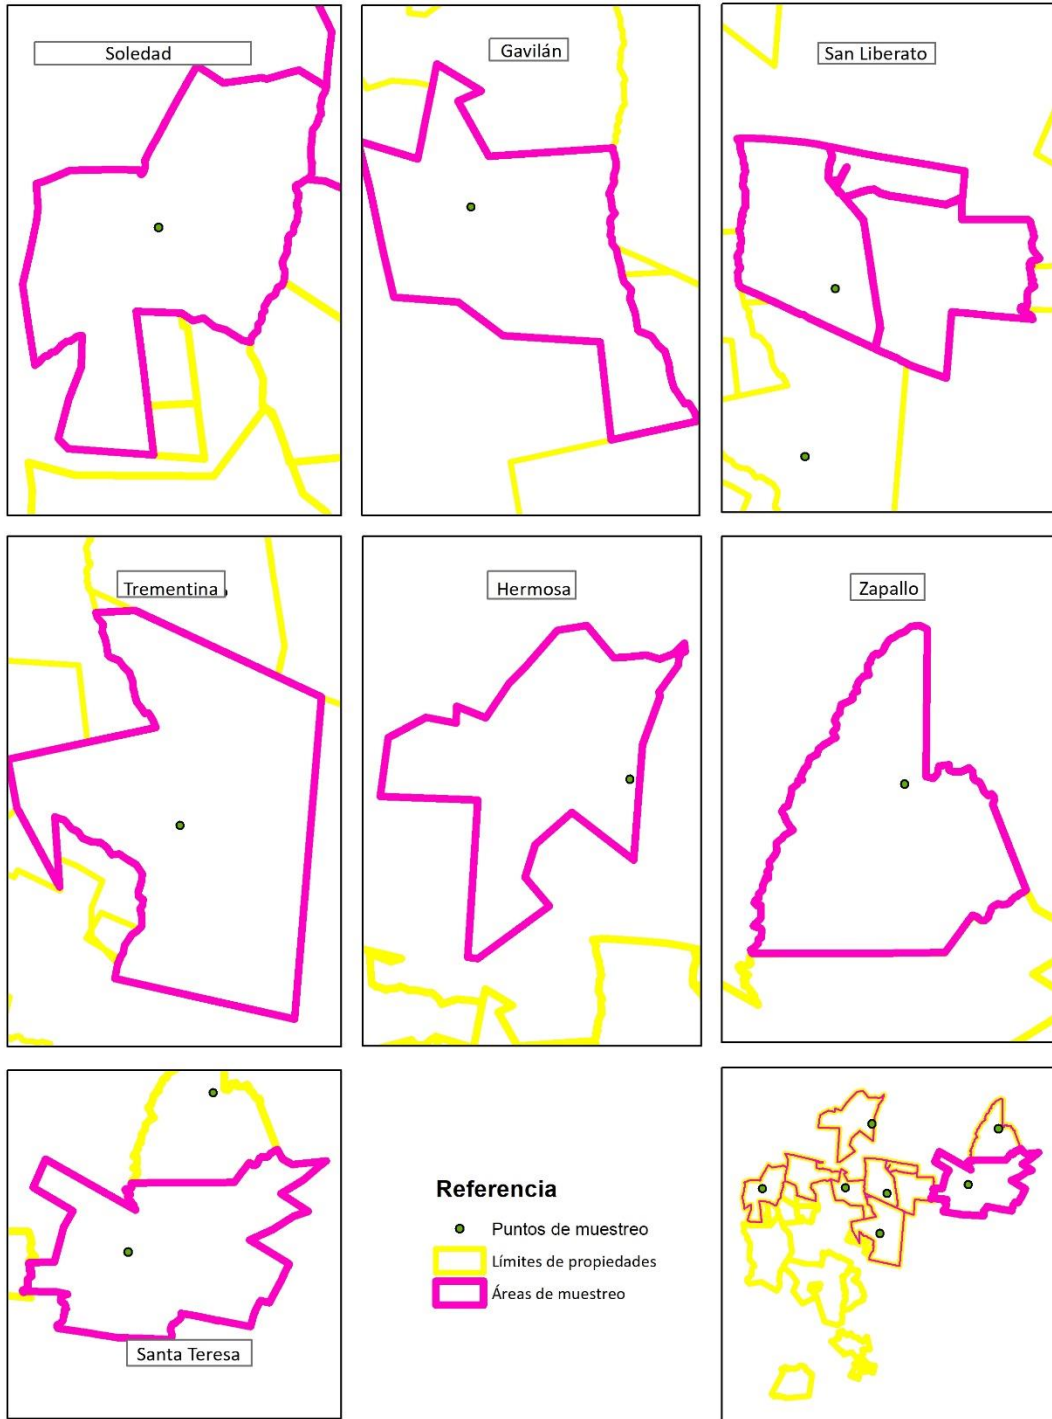 Soledad
Gavilán
San Liberato
Trementina
Hermosa
Zapallo
Santa Teresa
Referencia
Puntos de muestreo
Límites de propiedades
Áreas de muestreo